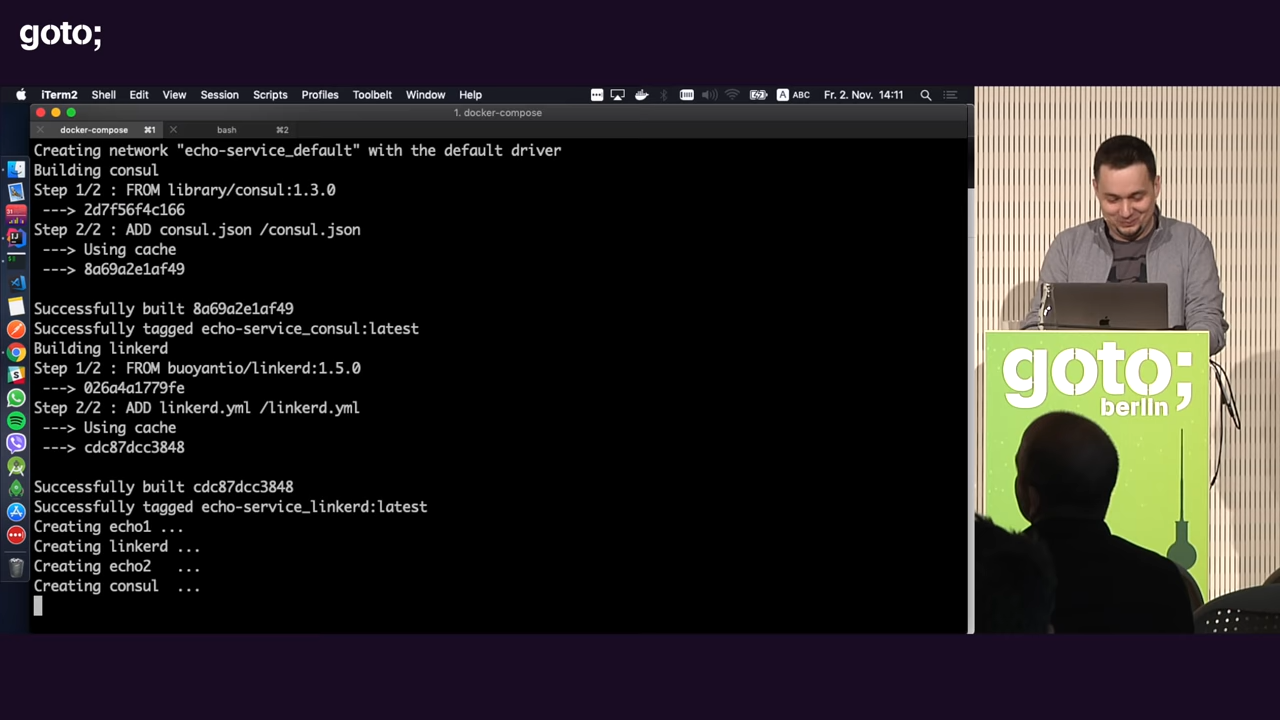 goto;
iTerm2 Shell Edit View Session Scripts Profiles Toolbelt Window Help A ABC Fr. 2. Nov. 14:11
1. docker-compose
docker-compose ⌘1 bash ⌘2
Creating network "echo-service_default" with the default driver
Building consul
Step 1/2 : FROM library/consul:1.3.0
---> 2d7f56f4c166
Step 2/2 : ADD consul.json /consul.json
---> Using cache
---> 8a69a2e1af49
Successfully built 8a69a2e1af49
Successfully tagged echo-service_consul:latest
Building linkerd
Step 1/2 : FROM buoyantio/linkerd:1.5.0
---> 026a4a1779fe
Step 2/2 : ADD linkerd.yml /linkerd.yml
---> Using cache
---> cdc87dcc3848
Successfully built cdc87dcc3848
Successfully tagged echo-service_linkerd:latest
Creating echo1 ...
Creating linkerd ...
Creating echo2 ...
Creating consul ...
goto;
berlin